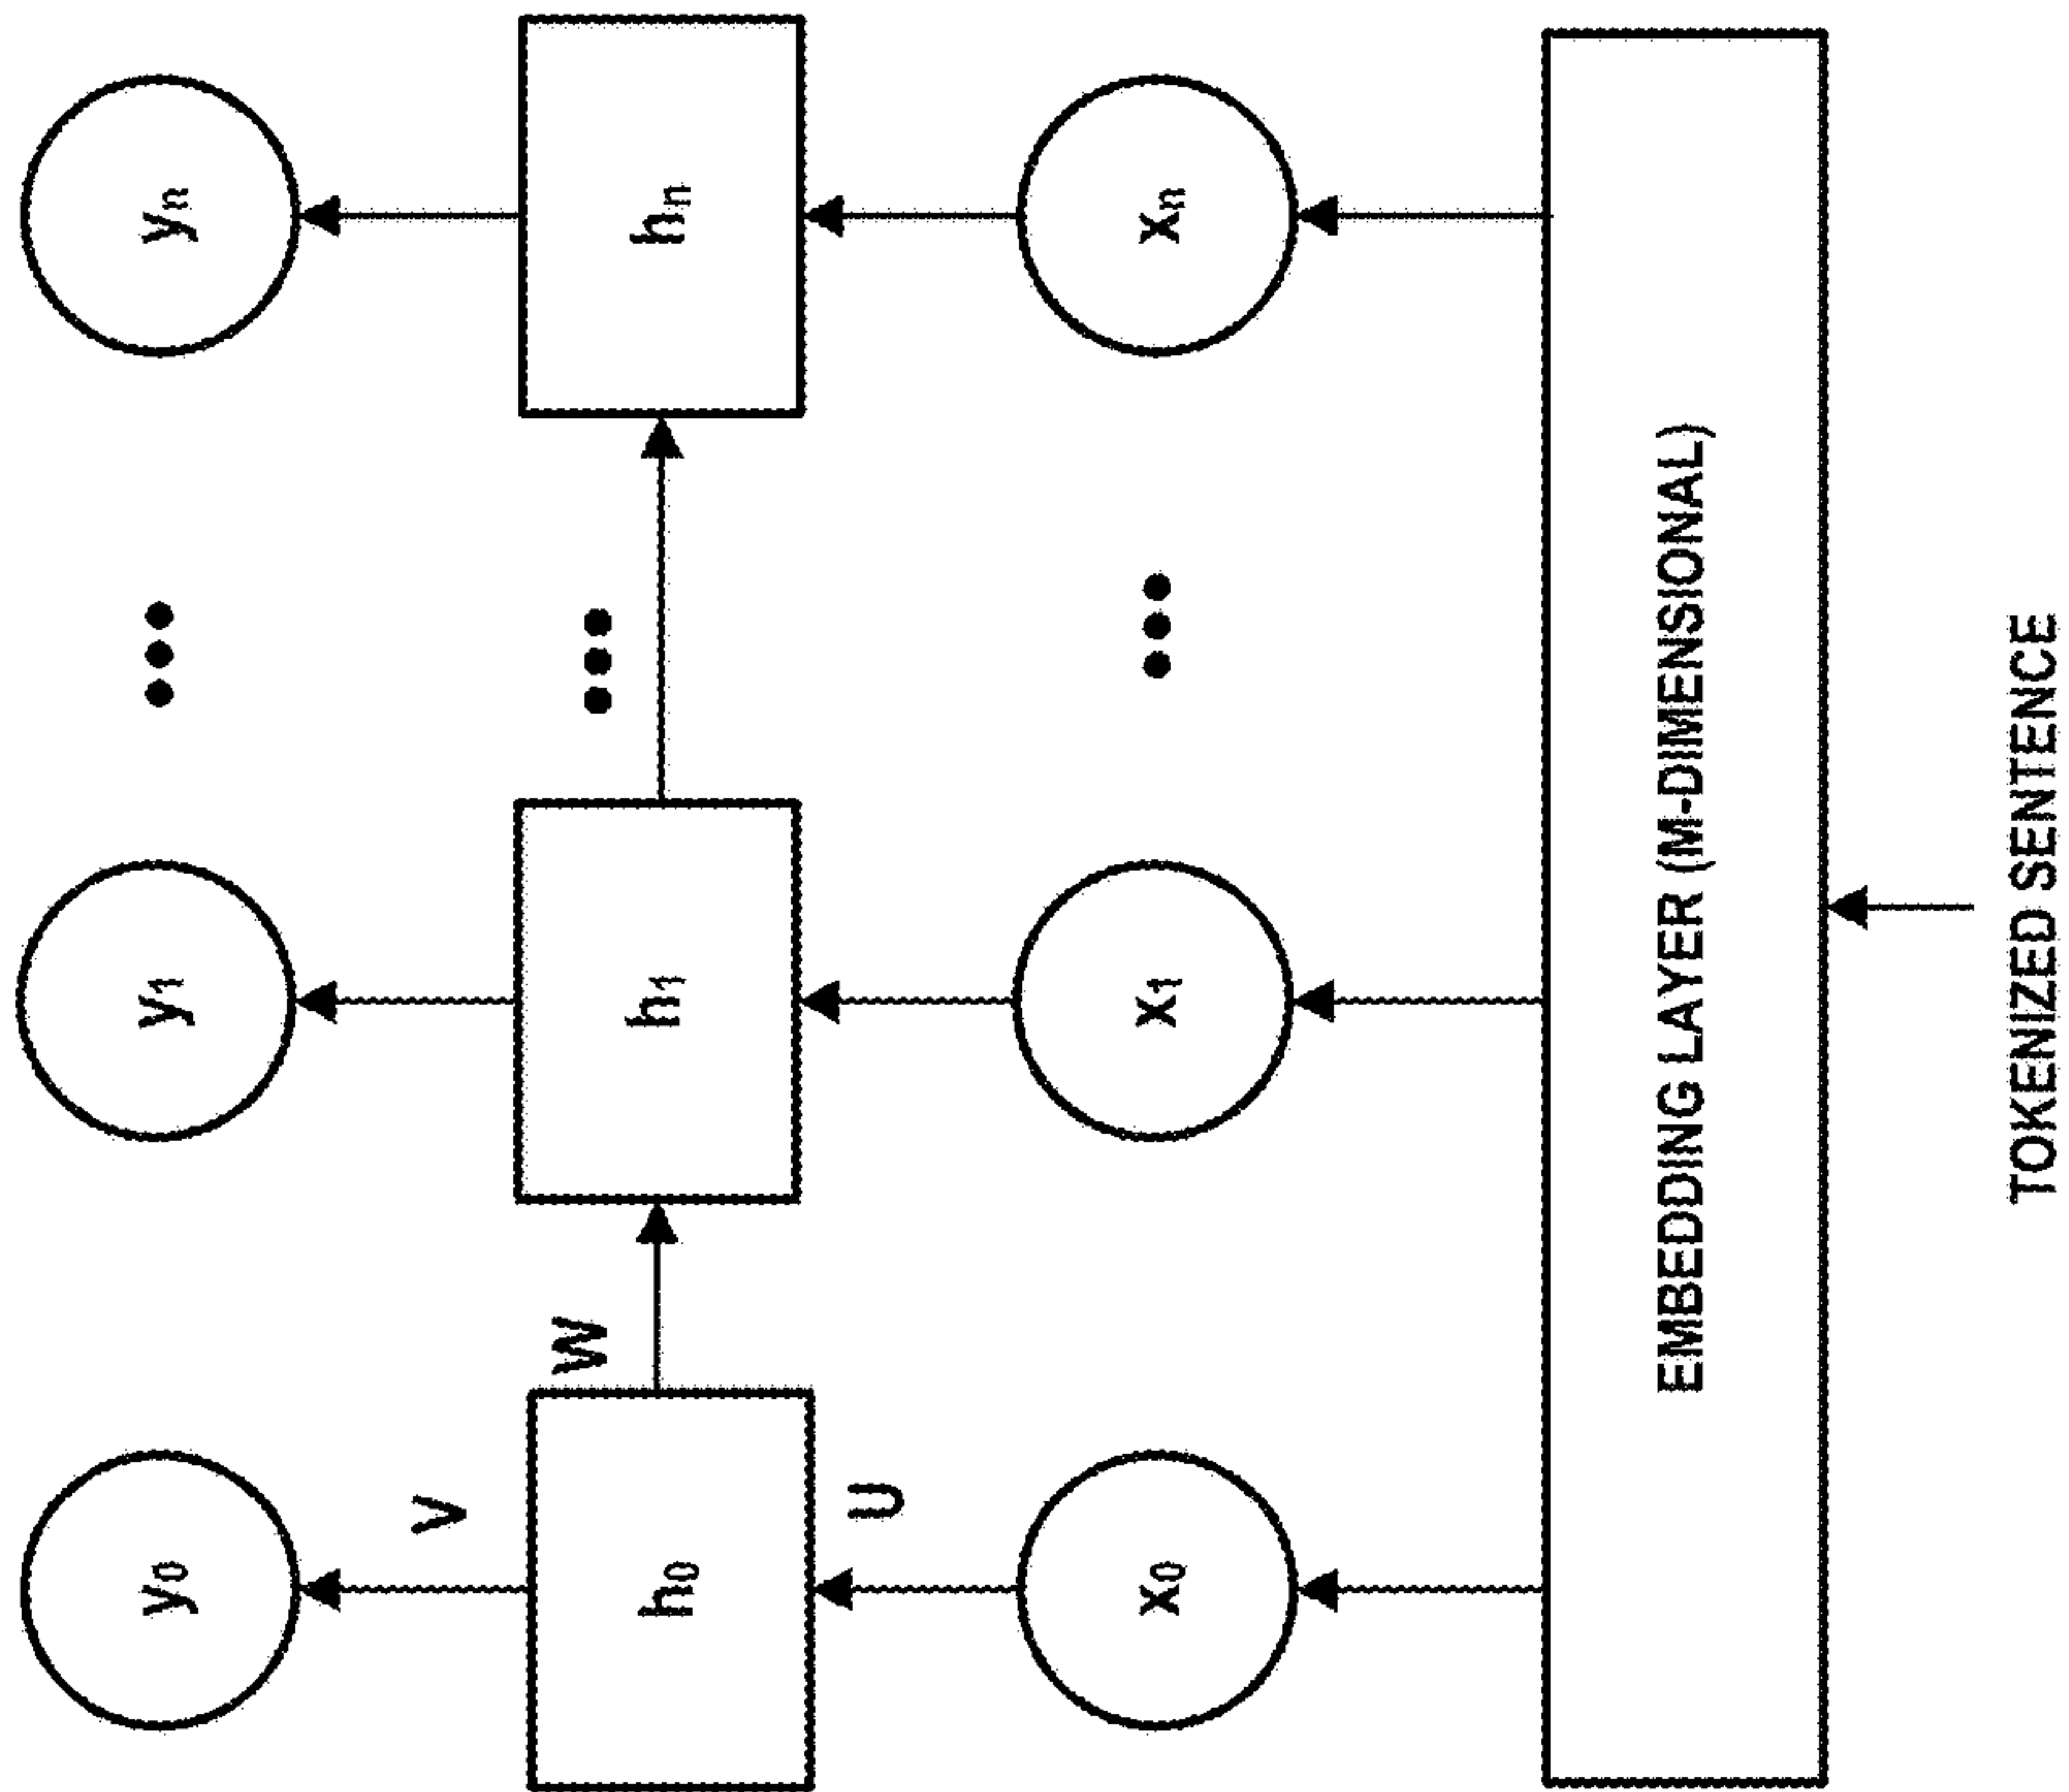 y₀
y₁
yₙ
V
W
h₀
h₁
hₙ
U
x₀
x₁
xₙ
EMBEDDING LAYER (M-DIMENSIONAL)
TOKENIZED SENTENCE